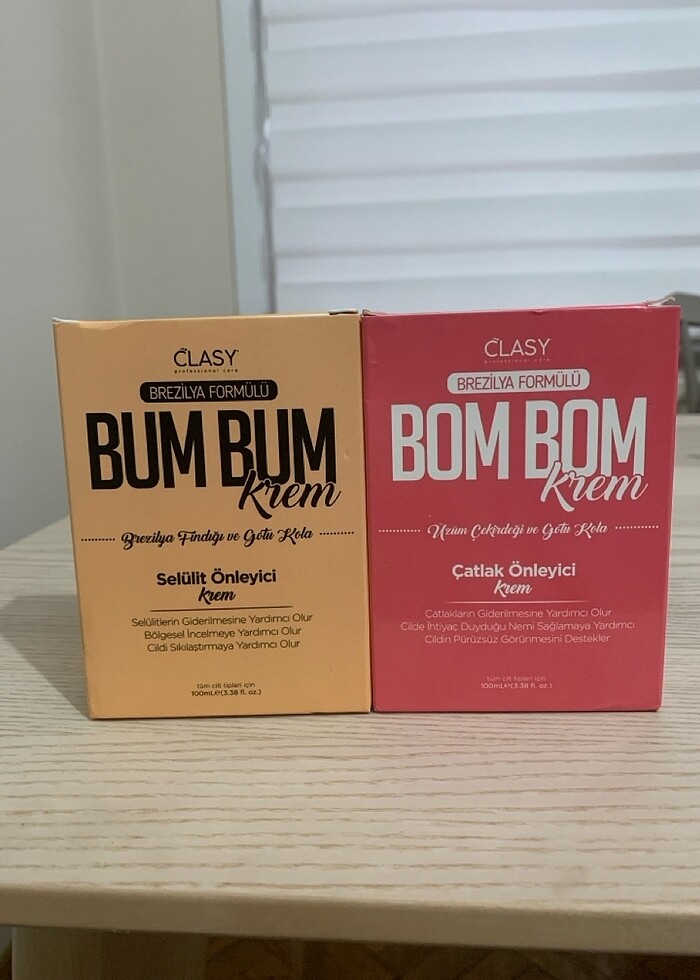 CLASY
professional care
BREZİLYA FORMÜLÜ
BUM BUM
krem
Brezilya Fındığı ve Gotu Kola
Selülit Önleyici
krem
Selülitlerin Giderilmesine Yardımcı Olur
Bölgesel İncelmeye Yardımcı Olur
Cildi Sıkılaştırmaya Yardımcı Olur
tüm cilt tipleri için
100mL℮(3.38 fl. oz.)
CLASY
professional care
BREZİLYA FORMÜLÜ
BOM BOM
krem
Üzüm Çekirdeği ve Gotu Kola
Çatlak Önleyici
krem
Çatlakların Giderilmesine Yardımcı Olur
Cilde İhtiyaç Duyduğu Nemi Sağlamaya Yardımcı
Cildin Pürüzsüz Görünmesini Destekler
tüm cilt tipleri için
100mL℮(3.38 fl. oz.)